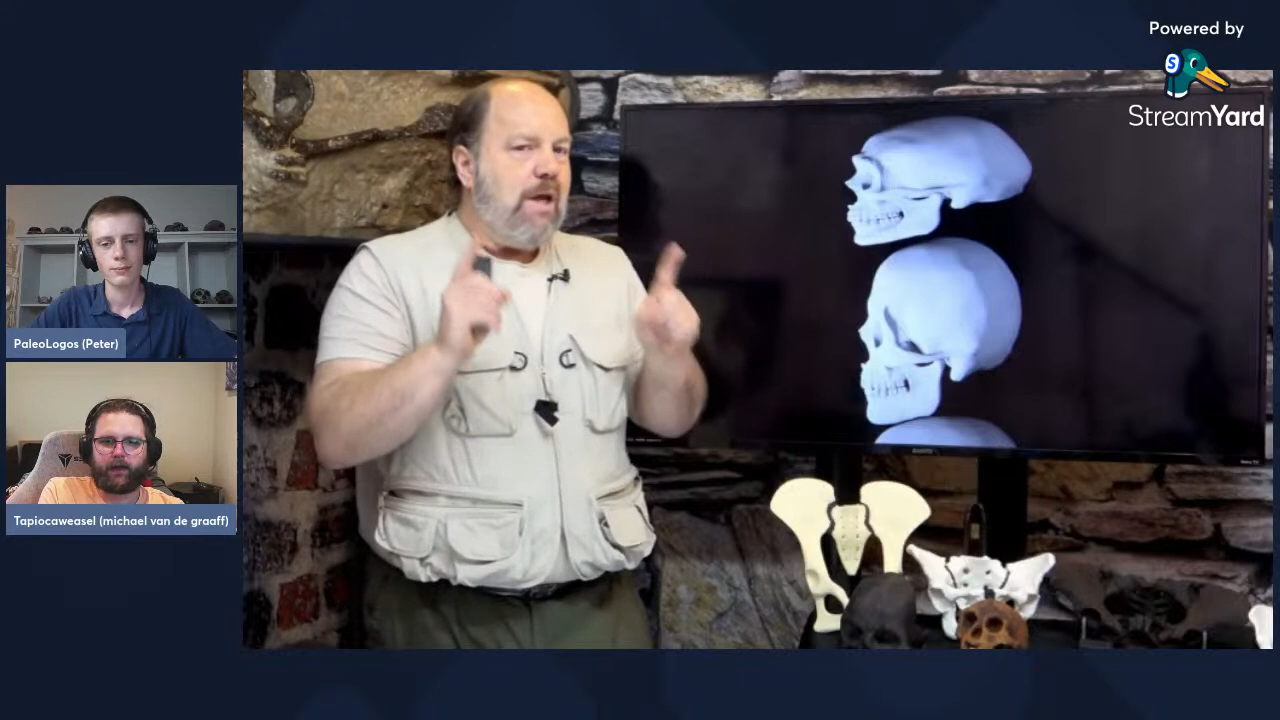 Powered by
S
StreamYard
PaleoLogos (Peter)
Tapiocaweasel (michael van de graaff)